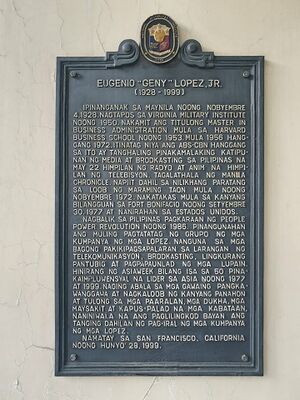 EUGENIO "GENY" LOPEZ, JR.
(1928 - 1999)
IPINANGANAK SA MAYNILA NOONG NOBYEMBRE
4, 1928. NAGTAPOS SA VIRGINIA MILITARY INSTITUTE
NOONG 1950. NAKAMIT ANG TITULONG MASTER IN
BUSINESS ADMINISTRATION MULA SA HARVARD
BUSINESS SCHOOL NOONG 1953. MULA 1956 HANG-
GANG 1972, ITINATAG NIYA ANG ABS-CBN HANGGANG
SA ITO AY TANGHALING PINAKAMALAKING KATIPU-
NAN NG MEDIA AT BRODKASTING SA PILIPINAS NA
MAY 22 HIMPILAN NG RADYO AT ANIM NA HIMPI-
LAN NG TELEBISYON. TAGALATHALA NG MANILA
CHRONICLE. NAPIIT DAHIL SA NILIKHANG PARATANG
SA LOOB NG MARAMING TAON MULA NOONG
NOBYEMBRE 1972. NAKATAKAS MULA SA KANYANG
BILANGGUAN SA FORT BONIFACIO NOONG SETYEMBRE
30, 1977 AT NANIRAHAN SA ESTADOS UNIDOS.
NAGBALIK SA PILIPINAS PAGKARAAN NG PEOPLE
POWER REVOLUTION NOONG 1986. PINANGUNAHAN
ANG MULING PAGTATATAG NG GRUPO NG MGA
KUMPANYA NG MGA LOPEZ. NANGUNA SA MGA
BAGONG PAKIKIPAGSAPALARAN SA LARANGAN NG
TELEKOMUNIKASYON, BRODKASTING, LINGKURANG
PANTUBIG AT PAGPAPAUNLAD NG MGA LUPAIN.
HINIRANG NG ASIAWEEK BILANG ISA SA 50 PINA-
KAIMPLUWENSYAL NA LIDER SA ASIA NOONG 1977
AT 1999. NAGING ABALA SA MGA GAWAING PANGKA-
WANGGAWA AT NAGKALOOB NG KANYANG PANAHON
AT TULONG SA MGA PAARALAN, MGA DUKHA, MGA
MAYSAKIT AT KAPUS-PALAD NA MGA KABATAAN.
NANINIWALA NA ANG PAGLILINGKOD BAYAN ANG
TANGING DAHILAN NG PAG-IRAL NG MGA KUMPANYA
NG MGA LOPEZ.
NAMATAY SA SAN FRANCISCO, CALIFORNIA
NOONG HUNYO 28, 1999.